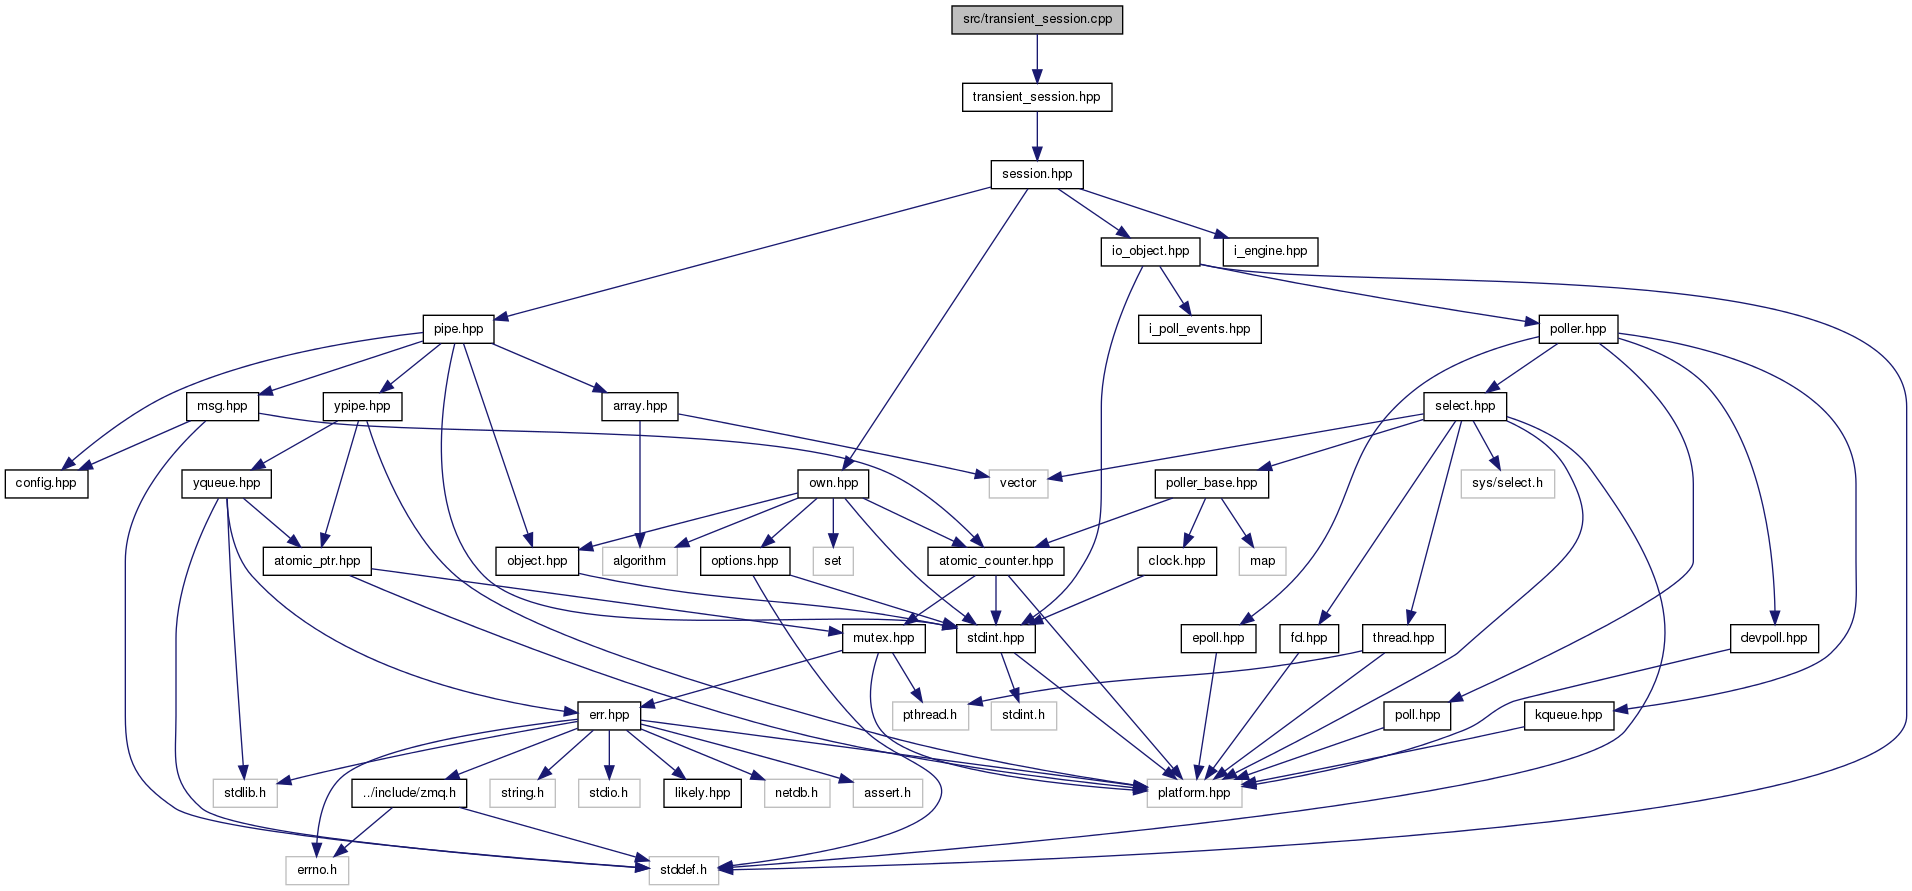 src/transient_session.cpp
transient_session.hpp
session.hpp
io_object.hpp
i_engine.hpp
pipe.hpp
i_poll_events.hpp
poller.hpp
msg.hpp
ypipe.hpp
array.hpp
select.hpp
config.hpp
yqueue.hpp
own.hpp
vector
poller_base.hpp
sys/select.h
atomic_ptr.hpp
object.hpp
algorithm
options.hpp
set
atomic_counter.hpp
clock.hpp
map
mutex.hpp
stdint.hpp
epoll.hpp
fd.hpp
thread.hpp
devpoll.hpp
err.hpp
pthread.h
stdint.h
poll.hpp
kqueue.hpp
stdlib.h
../include/zmq.h
string.h
stdio.h
likely.hpp
netdb.h
assert.h
platform.hpp
errno.h
stddef.h